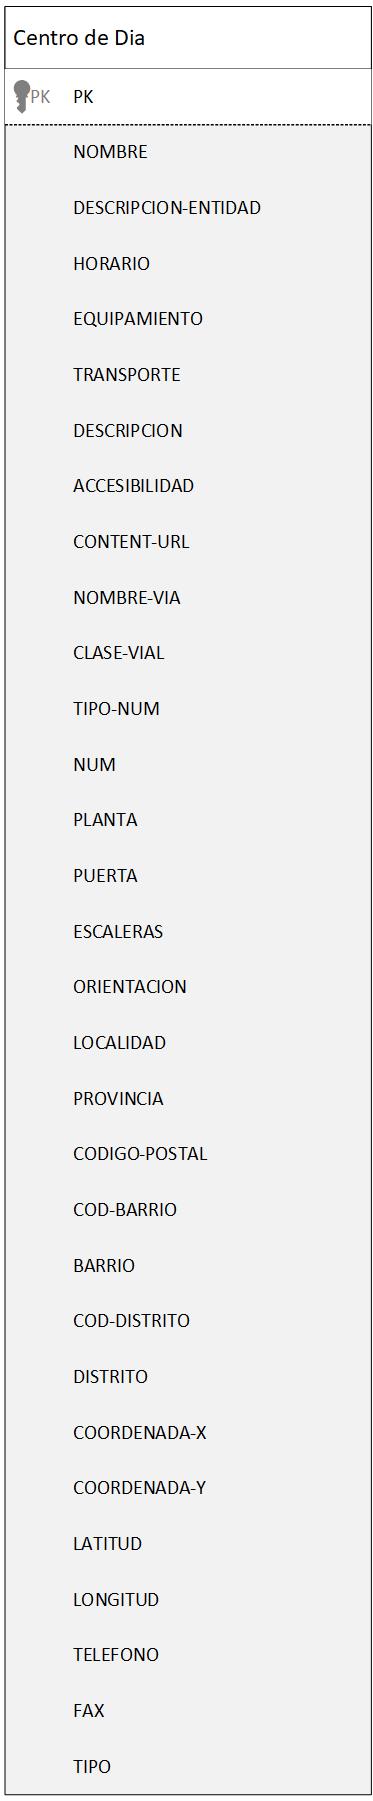 Centro de Dia
PK PK
NOMBRE
DESCRIPCION-ENTIDAD
HORARIO
EQUIPAMIENTO
TRANSPORTE
DESCRIPCION
ACCESIBILIDAD
CONTENT-URL
NOMBRE-VIA
CLASE-VIAL
TIPO-NUM
NUM
PLANTA
PUERTA
ESCALERAS
ORIENTACION
LOCALIDAD
PROVINCIA
CODIGO-POSTAL
COD-BARRIO
BARRIO
COD-DISTRITO
DISTRITO
COORDENADA-X
COORDENADA-Y
LATITUD
LONGITUD
TELEFONO
FAX
TIPO